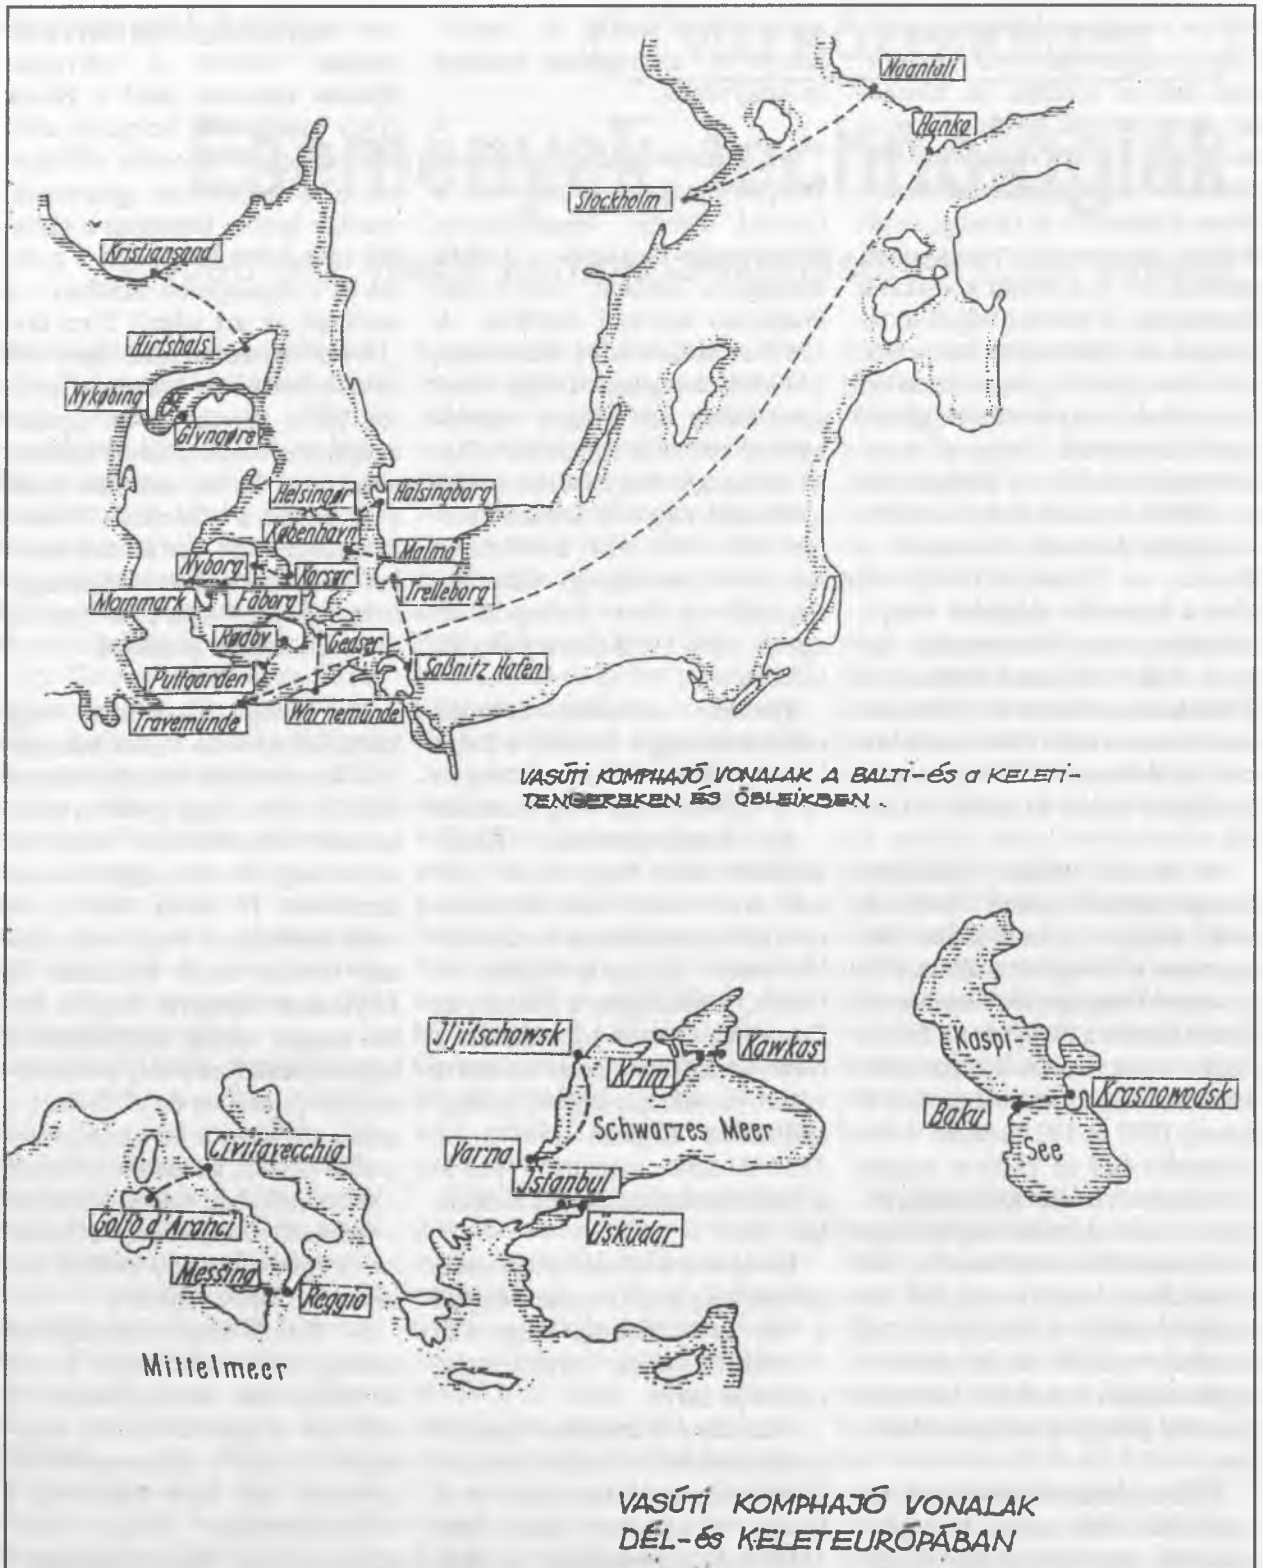 Naantali
Hanko
Stockholm
Kristiansand
Hirtshals
Nykøbing
Glyngøre
Helsingør
Halsingborg
København
Malmö
Nyborg
Korsør
Trelleborg
Mommark
Fåborg
Rødby
Gedser
Puttgarden
Saßnitz Hafen
Travemünde
Warnemünde
VASÚTI KOMPHAJÓ VONALAK A BALTI-ÉS a KELETI-
TENGEREKEN ÉS ÖBLEIKBEN.
Jljitschowsk
Kawkas
Krim
Kaspi-
Krasnowodsk
Baku
See
Schwarzes Meer
Varna
Jstanbul
Üsküdar
Civitavecchia
Golfo d'Aranci
Messina
Reggio
Mittelmeer
VASÚTI KOMPHAJÓ VONALAK
DÉL-ÉS KELETEURÓPÁBAN